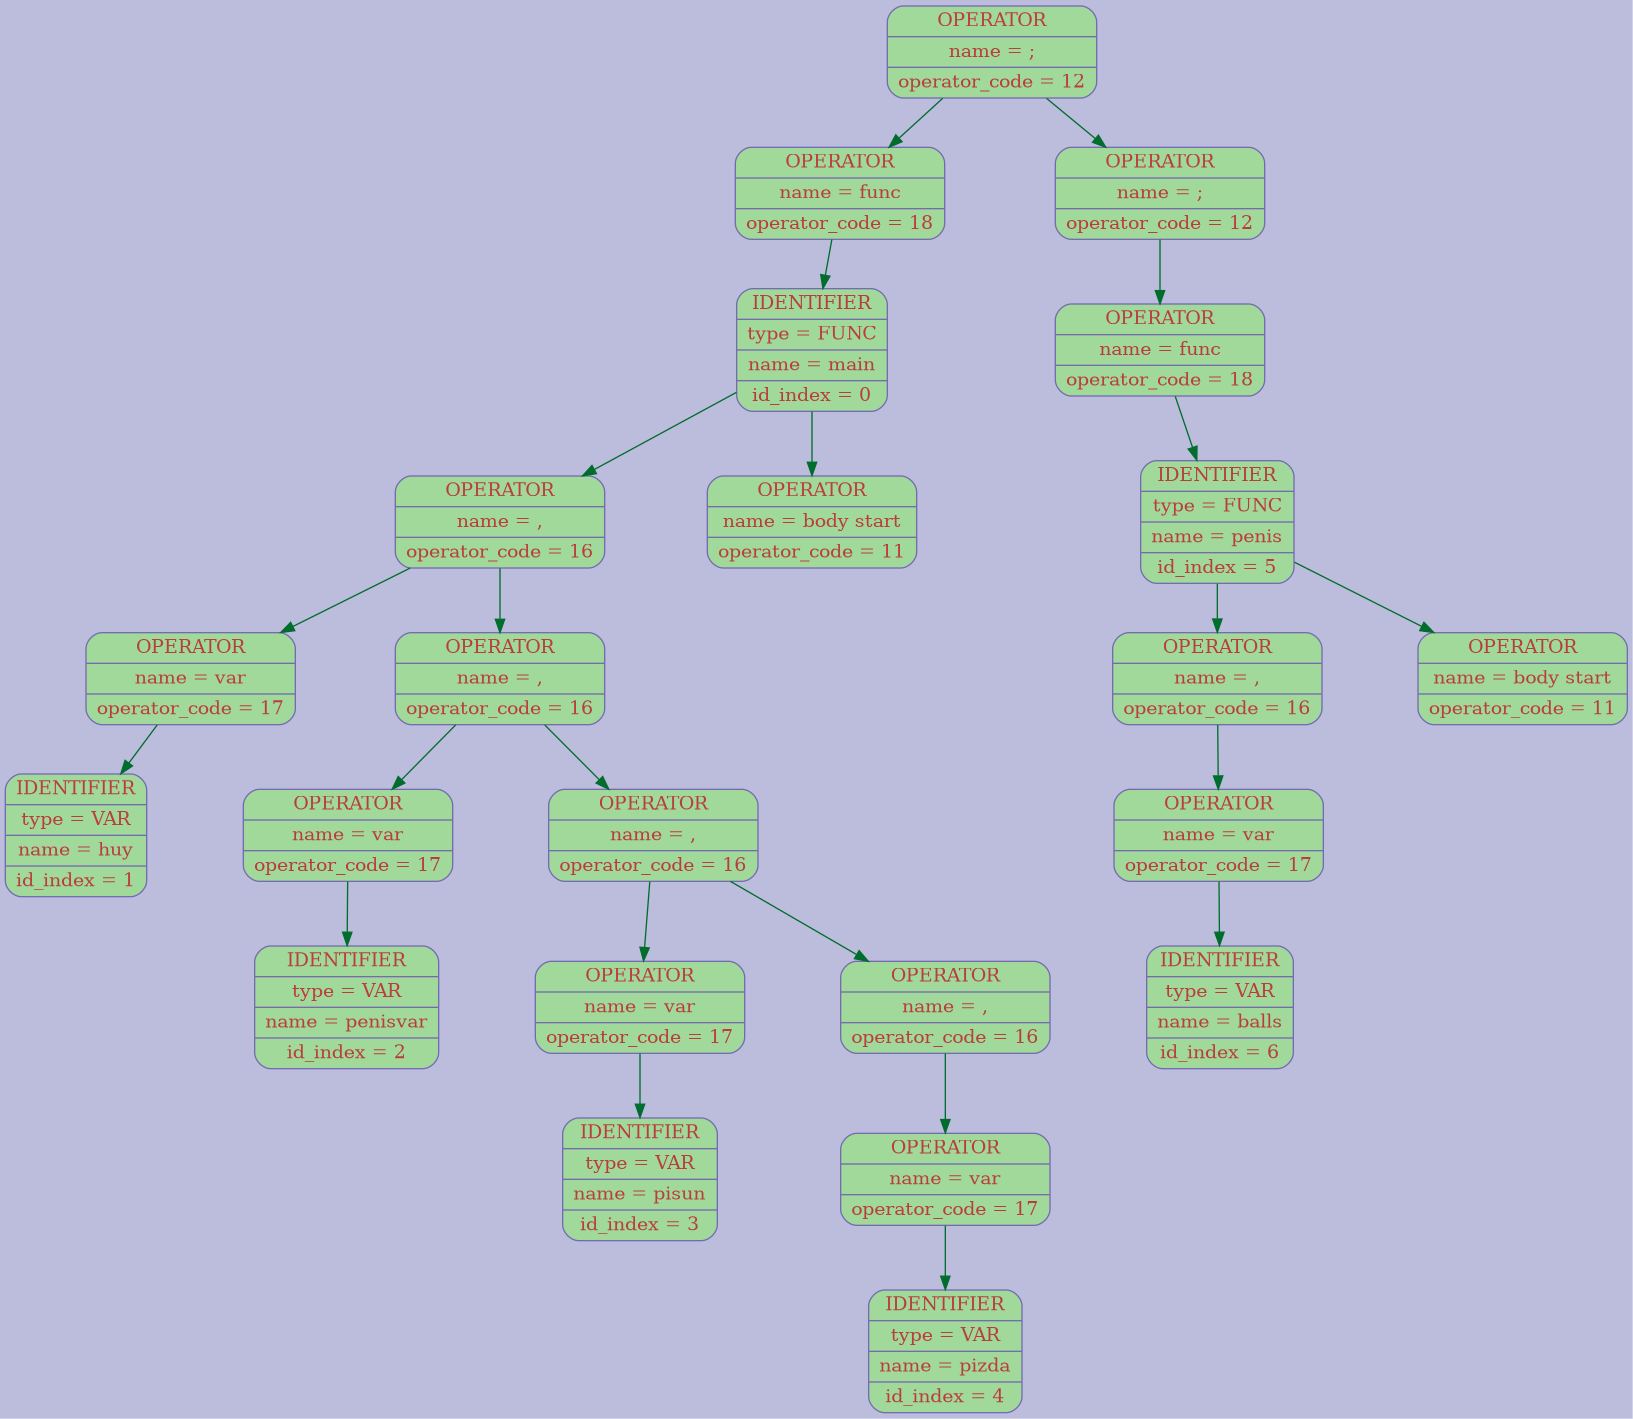 OPERATOR
name = ;
operator_code = 12
OPERATOR
name = func
operator_code = 18
OPERATOR
name = ;
operator_code = 12
IDENTIFIER
type = FUNC
name = main
id_index = 0
OPERATOR
name = func
operator_code = 18
OPERATOR
name = ,
operator_code = 16
OPERATOR
name = body start
operator_code = 11
IDENTIFIER
type = FUNC
name = penis
id_index = 5
OPERATOR
name = var
operator_code = 17
OPERATOR
name = ,
operator_code = 16
OPERATOR
name = ,
operator_code = 16
OPERATOR
name = body start
operator_code = 11
IDENTIFIER
type = VAR
name = huy
id_index = 1
OPERATOR
name = var
operator_code = 17
OPERATOR
name = ,
operator_code = 16
OPERATOR
name = var
operator_code = 17
IDENTIFIER
type = VAR
name = penisvar
id_index = 2
OPERATOR
name = var
operator_code = 17
OPERATOR
name = ,
operator_code = 16
IDENTIFIER
type = VAR
name = balls
id_index = 6
IDENTIFIER
type = VAR
name = pisun
id_index = 3
OPERATOR
name = var
operator_code = 17
IDENTIFIER
type = VAR
name = pizda
id_index = 4